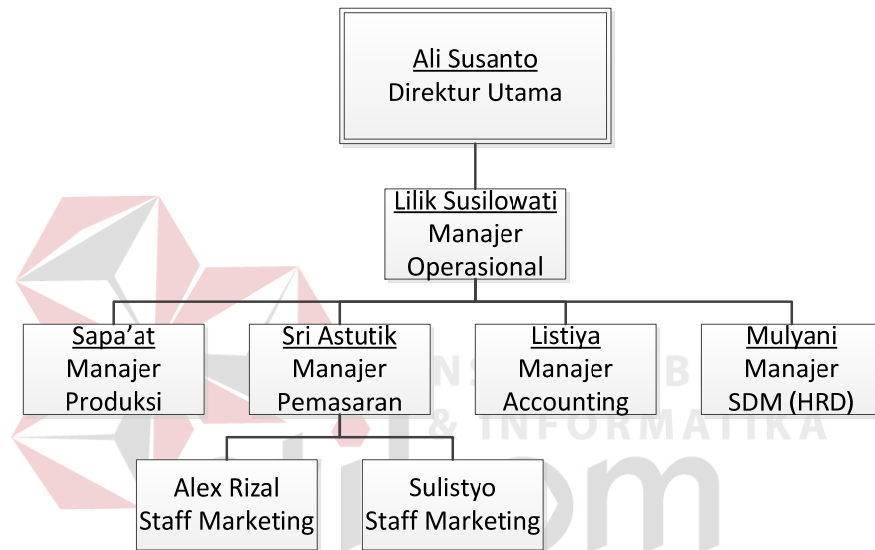 Ali Susanto
Direktur Utama
Lilik Susilowati
Manajer
Operasional
Sapa'at
Manajer
Produksi
Sri Astutik
Manajer
Pemasaran
Listiya
Manajer
Accounting
Mulyani
Manajer
SDM (HRD)
& INFORMATIKA
Alex Rizal
Staff Marketing
Sulistyo
Staff Marketing